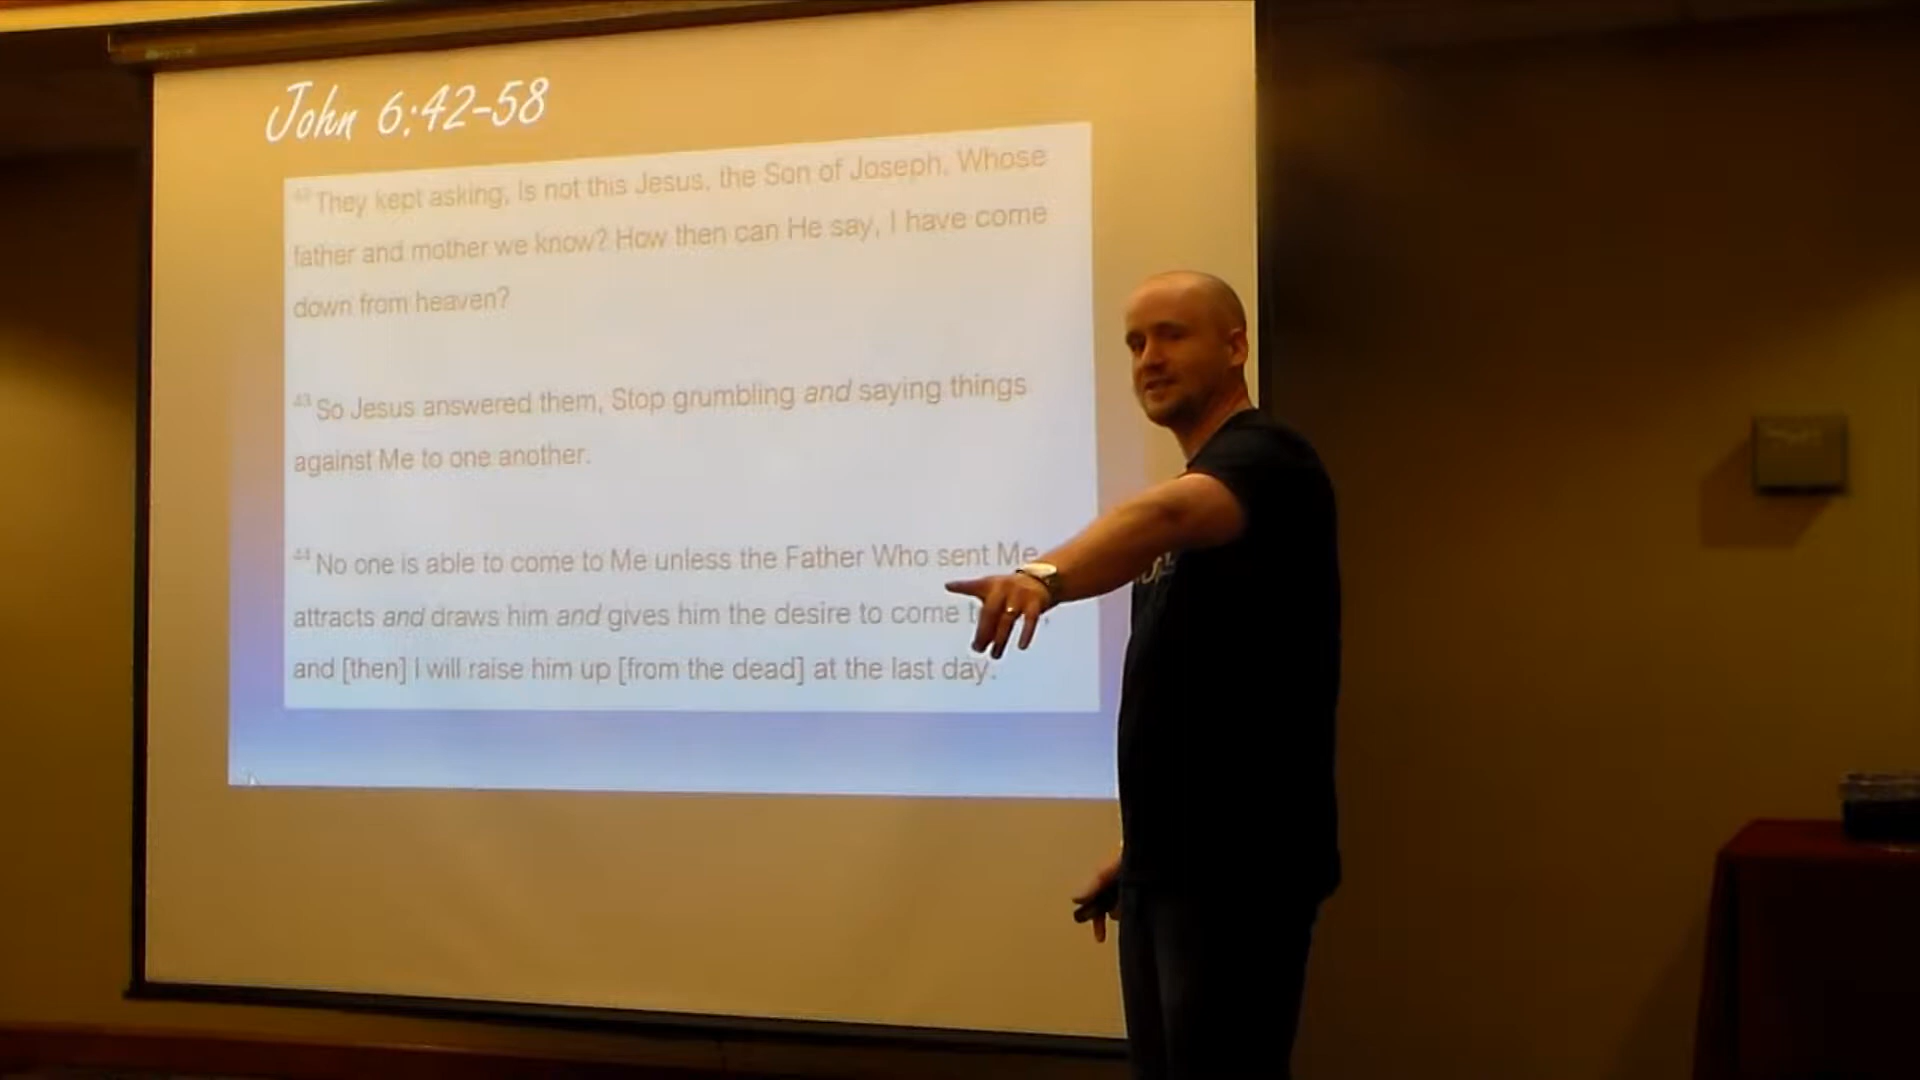 John 6:42-58
42 They kept asking, Is not this Jesus, the Son of Joseph, Whose
father and mother we know? How then can He say, I have come
down from heaven?
43 So Jesus answered them, Stop grumbling and saying things
against Me to one another.
44 No one is able to come to Me unless the Father Who sent Me
attracts and draws him and gives him the desire to come
and [then] I will raise him up [from the dead] at the last day.